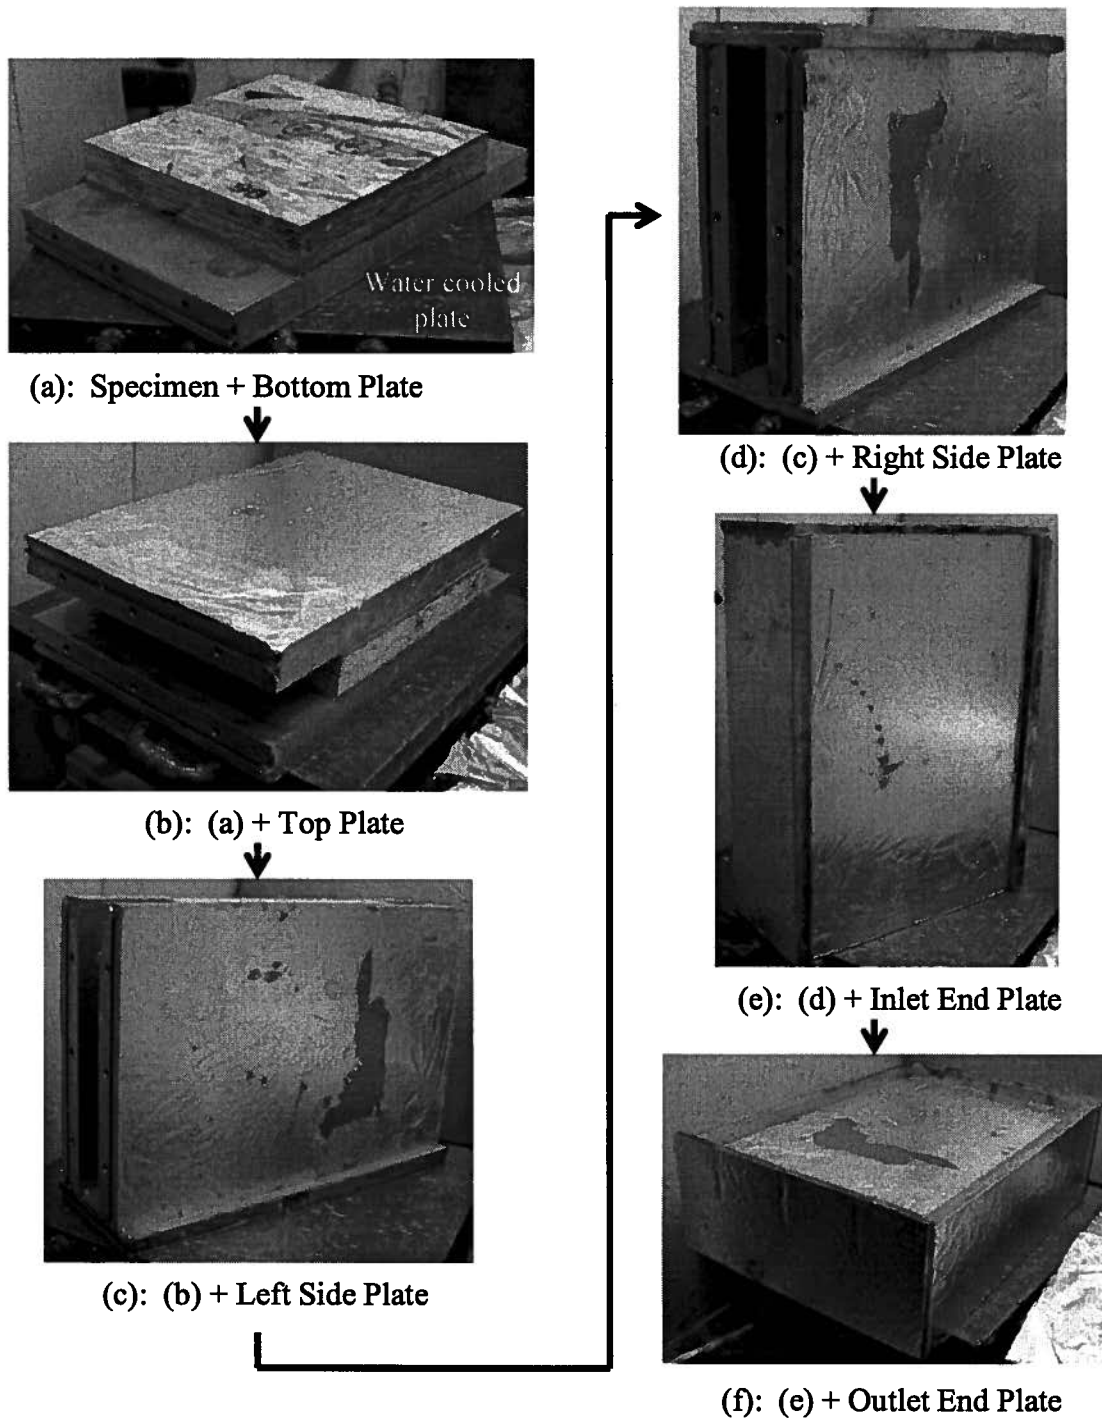 Water cooled
plate
(a): Specimen + Bottom Plate
(b): (a) + Top Plate
(c): (b) + Left Side Plate
(d): (c) + Right Side Plate
(e): (d) + Inlet End Plate
(f): (e) + Outlet End Plate